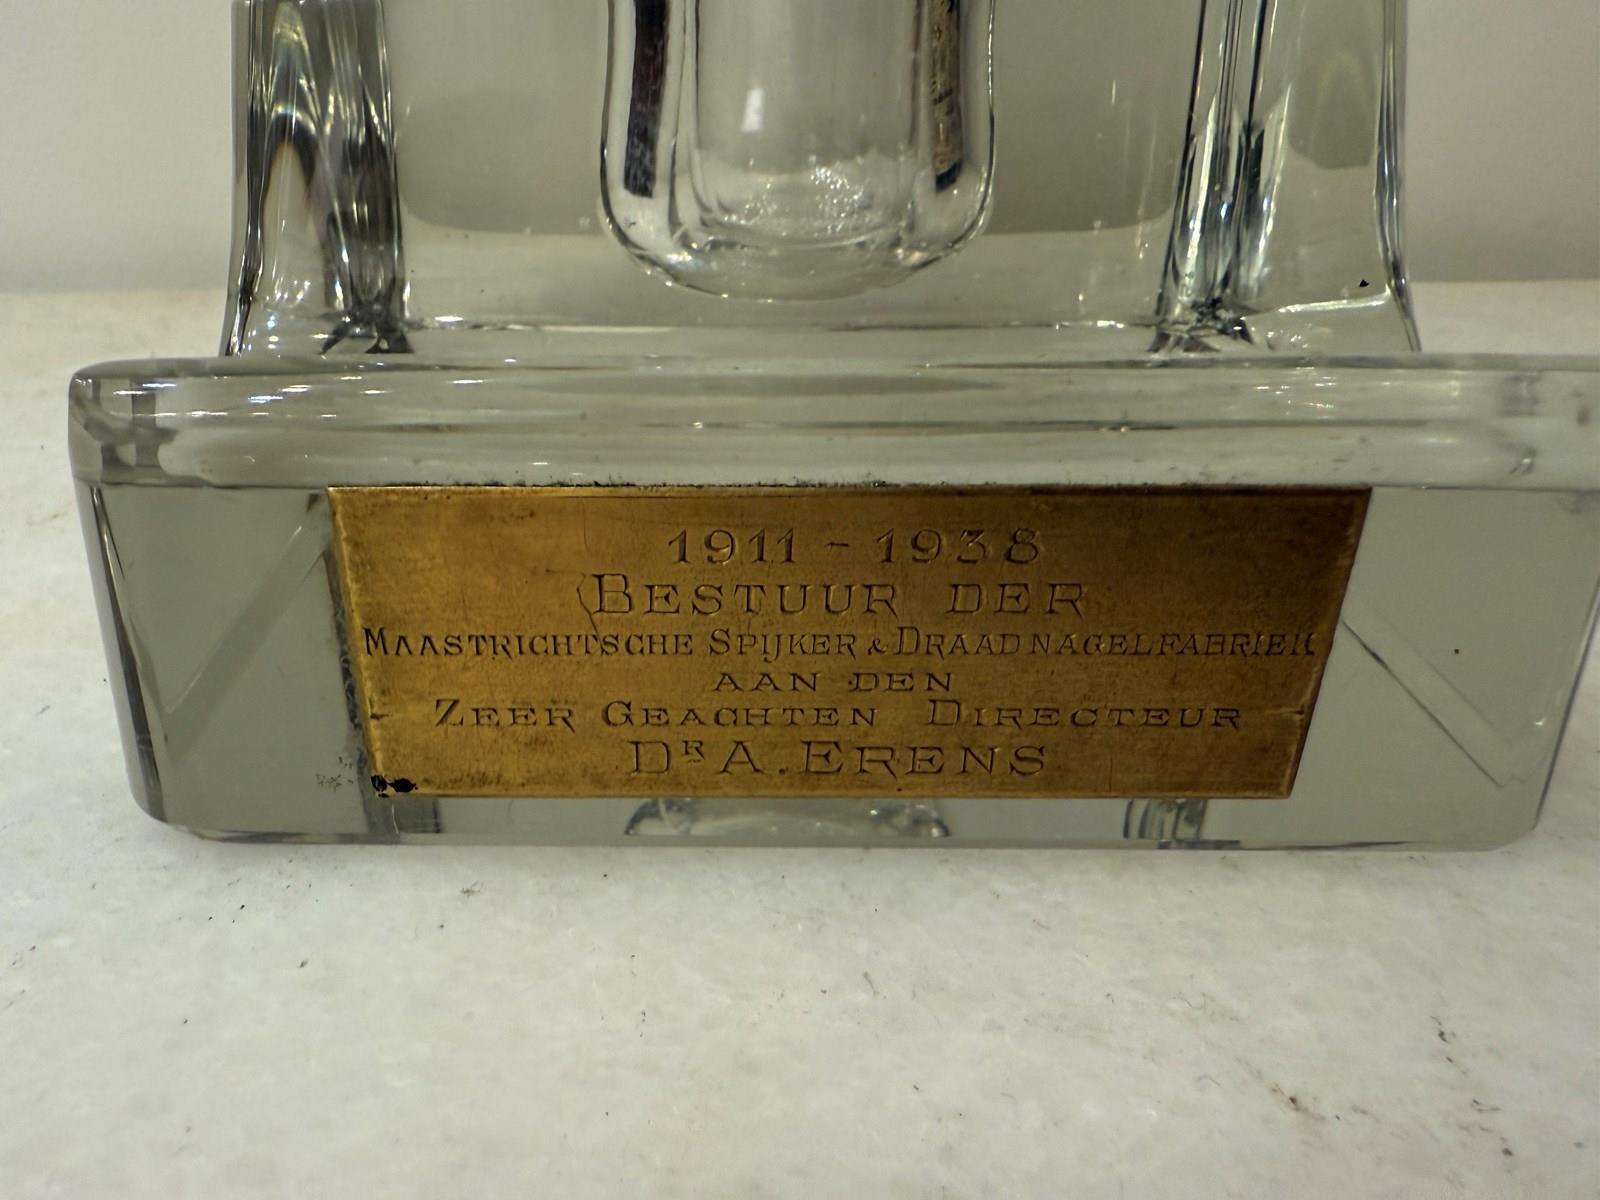 1911 - 1938
BESTUUR DER
MAASTRICHTSCHE SPIJKER & DRAADNAGELFABRIEK
AAN DEN
ZEER GEACHTEN DIRECTEUR
DR A. ERENS